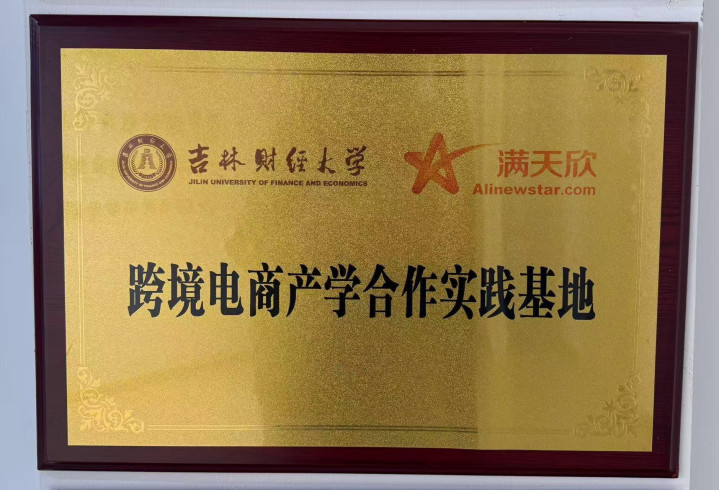 吉林财经大学
JILIN UNIVERSITY OF FINANCE AND ECONOMICS
满天欣
Alinewstar.com
跨境电商产学合作实践基地